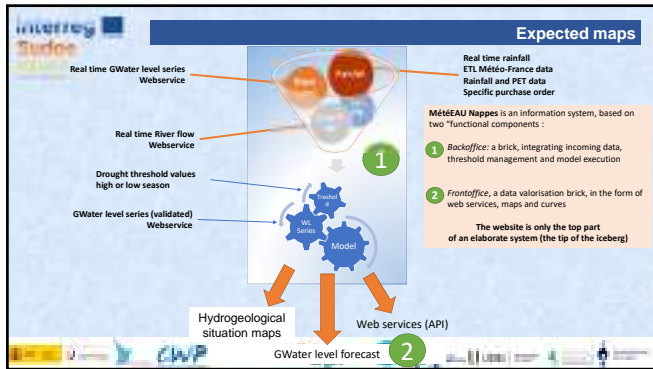 interreg
Sudoe
Expected maps
Real time GWater level series
Webservice
Real time rainfall
ETL Météo-France data
Rainfall and PET data
Specific purchase order
Real time River flow
Webservice
1
Drought threshold values
high or low season
GWater level series (validated)
Webservice
Treshol
d
WL
Series
Model
MétéEAU Nappes is an information system, based on
two "functional components :
1 Backoffice: a brick, integrating incoming data,
threshold management and model execution
2 Frontoffice, a data valorisation brick, in the form of
web services, maps and curves
The website is only the top part
of an elaborate system (the tip of the iceberg)
Hydrogeological
situation maps
Web services (API)
GWater level forecast 2